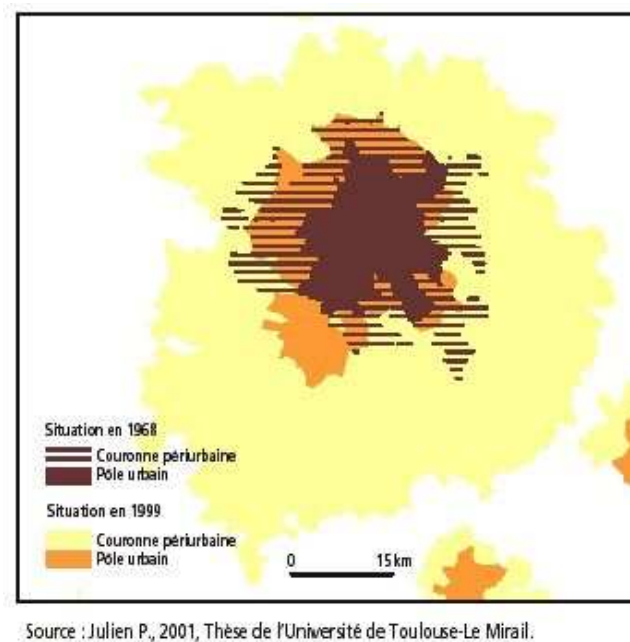 Situation en 1968
Couronne périurbaine
Pôle urbain
Situation en 1999
Couronne périurbaine
Pôle urbain
0 15 km
Source : Julien P., 2001, Thèse de l'Université de Toulouse-Le Mirail.